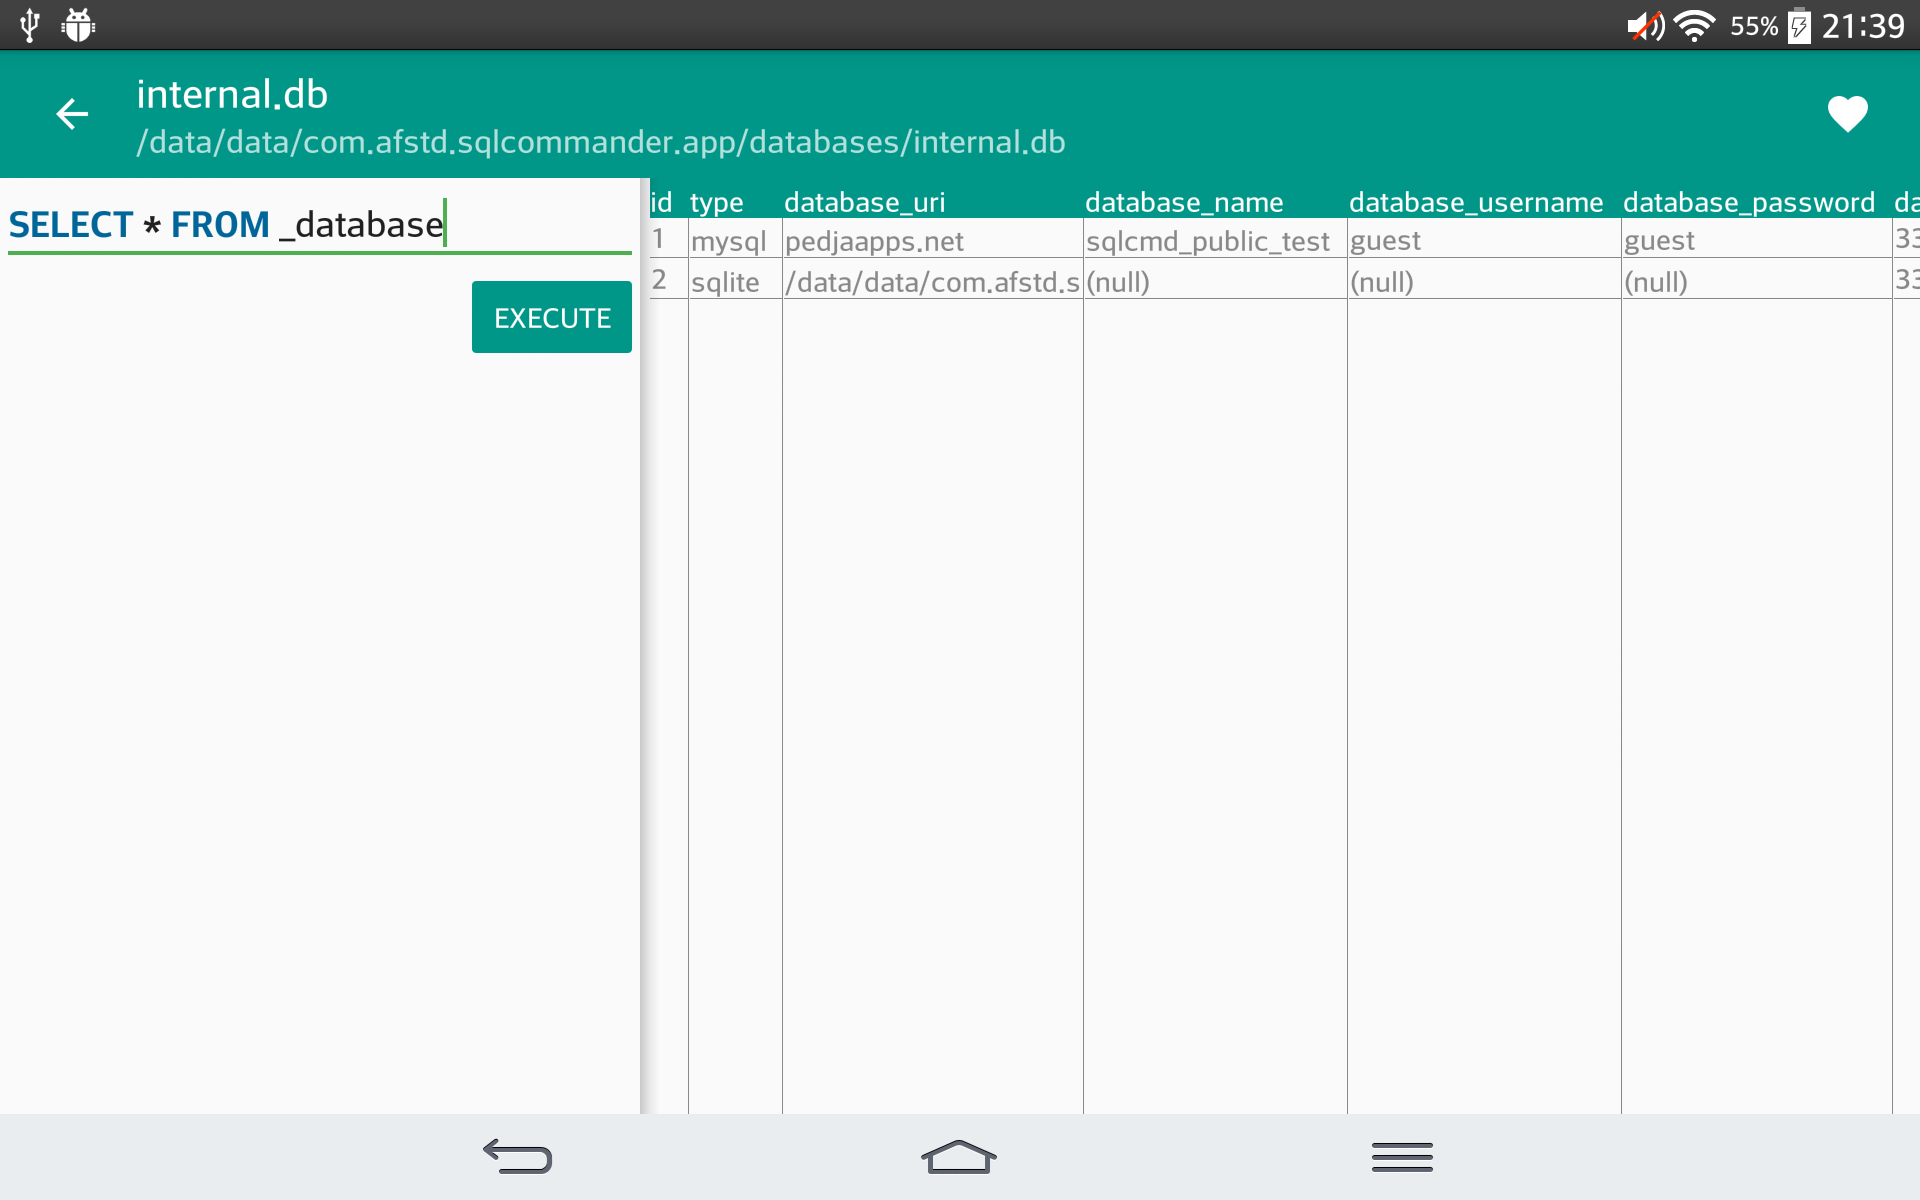 55% 21:39
internal.db
/data/data/com.afstd.sqlcommander.app/databases/internal.db
SELECT * FROM _database
EXECUTE
id type database_uri database_name database_username database_password da
1 mysql pedjaapps.net sqlcmd_public_test guest guest 33
2 sqlite /data/data/com.afstd.s (null) (null) (null) 33